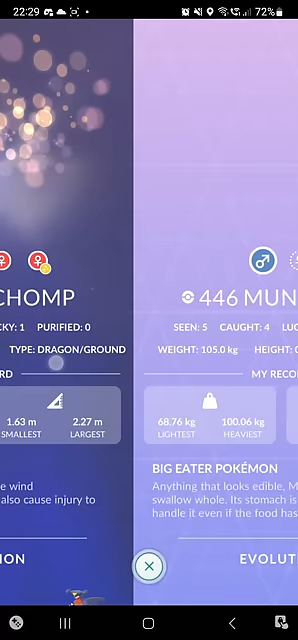 22:29
72%
CHOMP
446 MUN
CKY: 1 PURIFIED: 0
SEEN: 5 CAUGHT: 4 LUC
TYPE: DRAGON/GROUND
WEIGHT: 105.0 kg HEIGHT: 0
RD
MY RECO
1.63 m 2.27 m
SMALLEST LARGEST
68.76 kg 100.06 kg
LIGHTEST HEAVIEST
e wind
also cause injury to
BIG EATER POKÉMON
Anything that looks edible, M
swallow whole. Its stomach is
handle it even if the food has
ION
EVOLUT